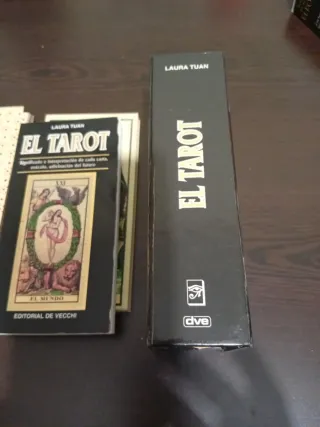 LAURA TUAN
EL TAROT
Significado e interpretación de cada carta,
oráculo, adivinación del futuro
XXI
EL MUNDO
EDITORIAL DE VECCHI
LAURA TUAN
EL TAROT
dve